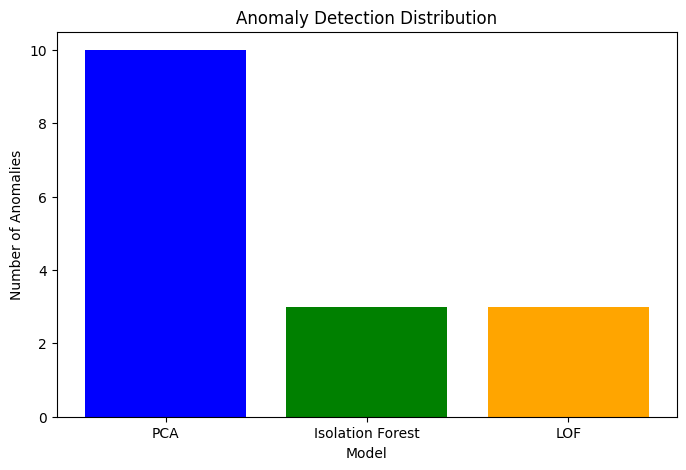 Anomaly Detection Distribution
Number of Anomalies
10
8
6
4
2
0
PCA Isolation Forest LOF
Model